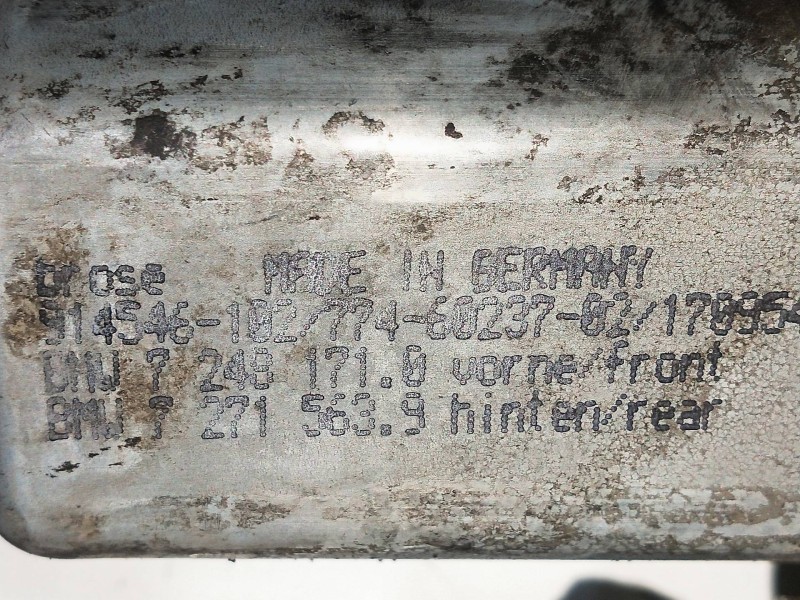 brose MADE IN GERMANY
914546-102/774-60237-02/170954
BMW 7 248 171.0 vorne/front
BMW 7 271 563.9 hinten/rear